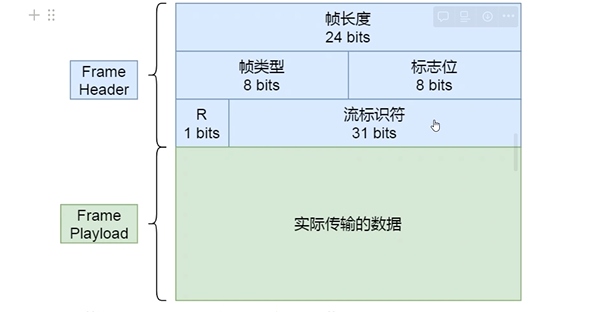 帧长度
24 bits
Frame
Header
帧类型
8 bits
标志位
8 bits
R
1 bits
流标识符
31 bits
Frame
Playload
实际传输的数据